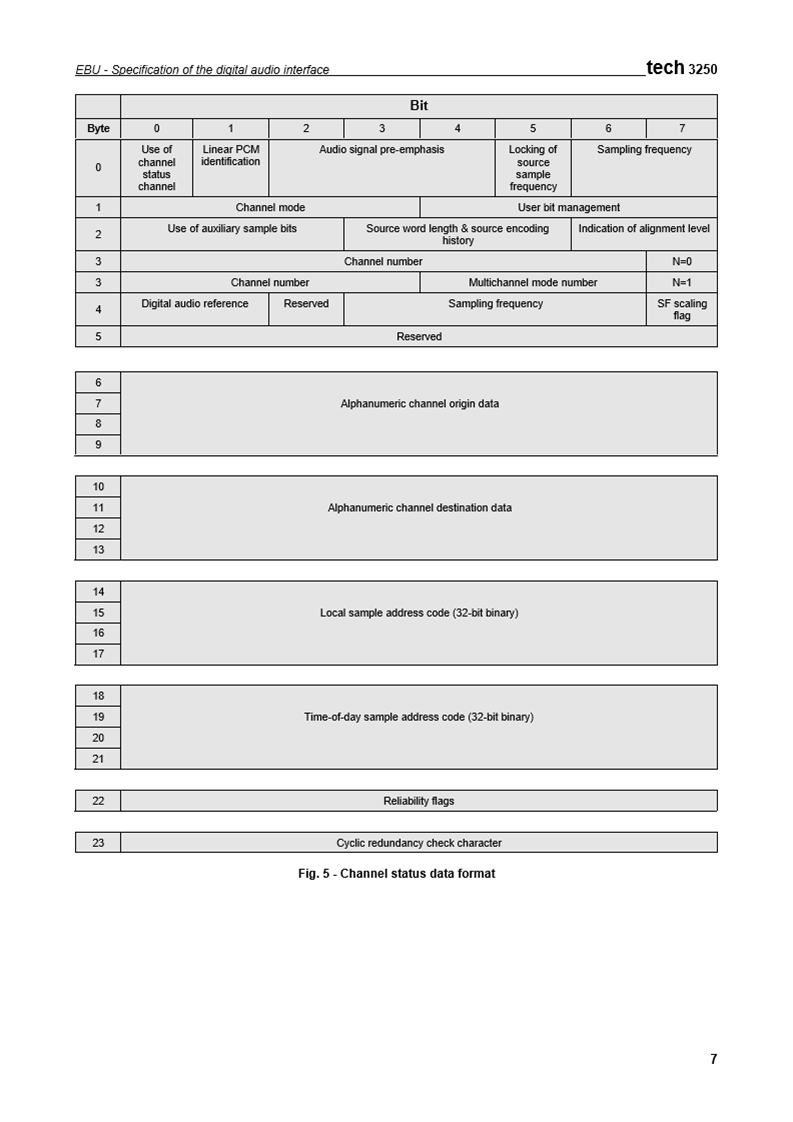 EBU - Specification of the digital audio interface tech 3250
Bit
Byte 0 1 2 3 4 5 6 7
0 Use of channel status channel Linear PCM identification Audio signal pre-emphasis Locking of source sample frequency Sampling frequency
1 Channel mode User bit management
2 Use of auxiliary sample bits Source word length & source encoding history Indication of alignment level
3 Channel number N=0
3 Channel number Multichannel mode number N=1
4 Digital audio reference Reserved Sampling frequency SF scaling flag
5 Reserved
6
7 Alphanumeric channel origin data
8
9
10
11 Alphanumeric channel destination data
12
13
14
15 Local sample address code (32-bit binary)
16
17
18
19 Time-of-day sample address code (32-bit binary)
20
21
22 Reliability flags
23 Cyclic redundancy check character
Fig. 5 - Channel status data format
7